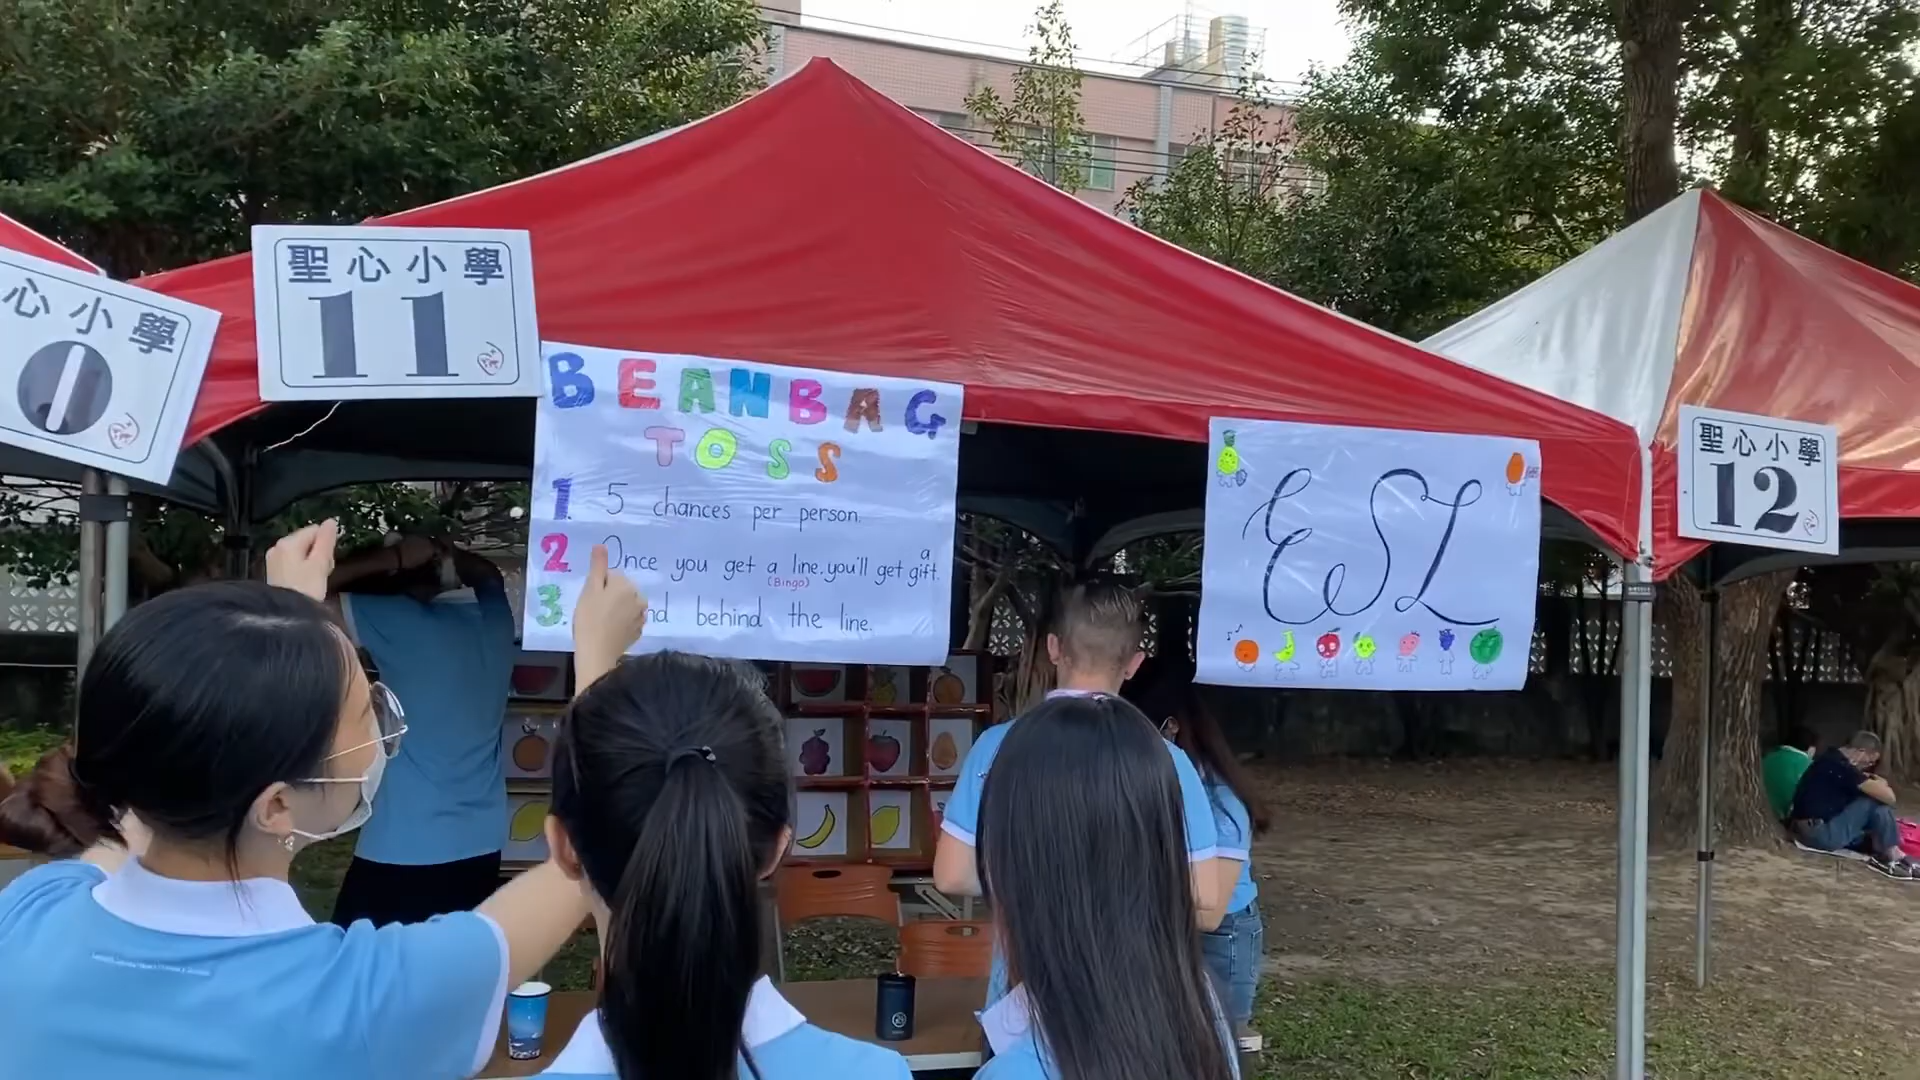 心小學
聖心小學
11
BEANBAG
TOSS
1. 5 chances per person.
2. Once you get a line. you'll get a gift.
(Bingo)
3. nd behind the line.
ESL
聖心小學
12